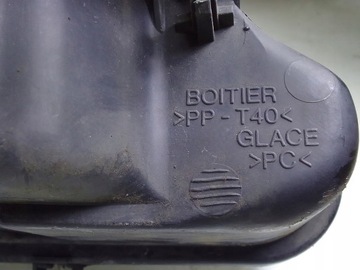 BOITIER
>PP-T40<
GLACE
>PC<